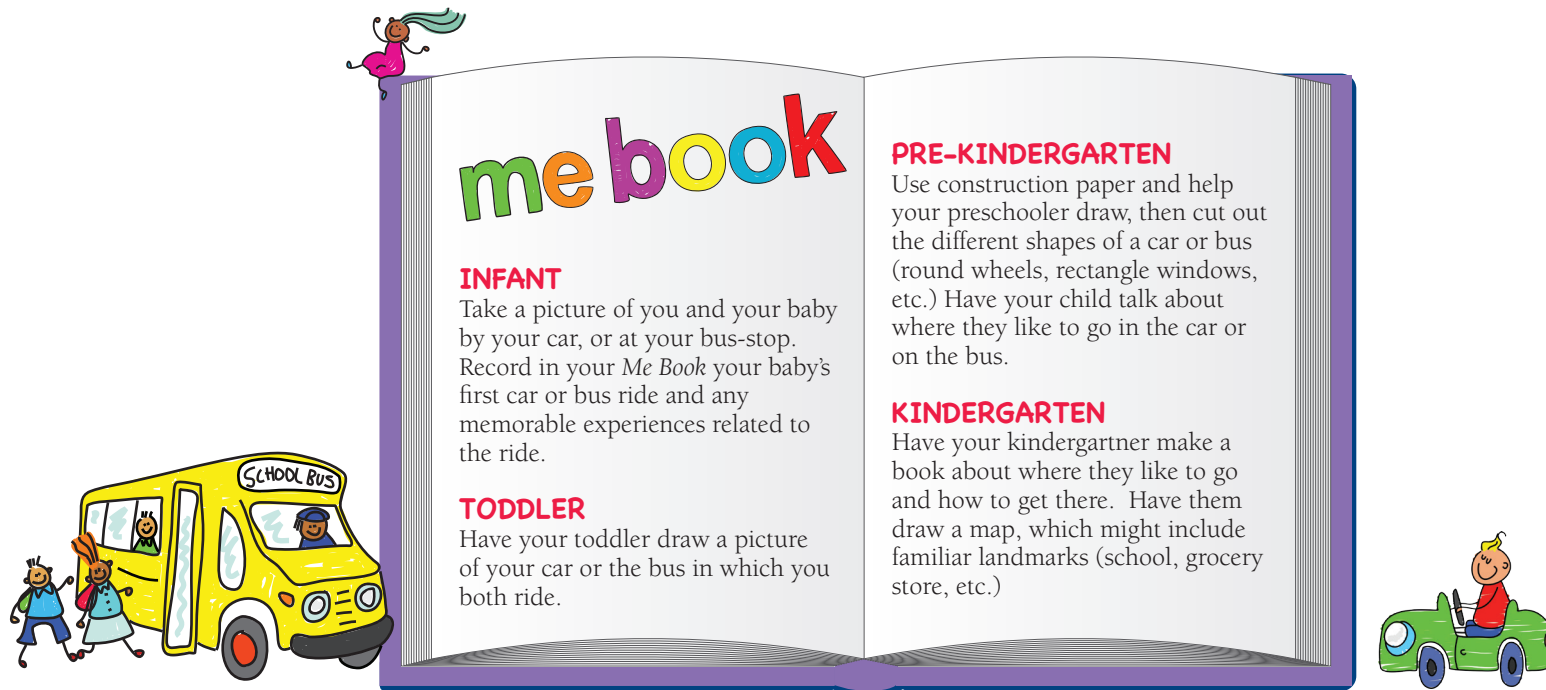 me book
INFANT
Take a picture of you and your baby
by your car, or at your bus-stop.
Record in your Me Book your baby's
first car or bus ride and any
memorable experiences related to
the ride.
TODDLER
Have your toddler draw a picture
of your car or the bus in which you
both ride.
PRE-KINDERGARTEN
Use construction paper and help
your preschooler draw, then cut out
the different shapes of a car or bus
(round wheels, rectangle windows,
etc.) Have your child talk about
where they like to go in the car or
on the bus.
KINDERGARTEN
Have your kindergartner make a
book about where they like to go
and how to get there.  Have them
draw a map, which might include
familiar landmarks (school, grocery
store, etc.)
SCHOOL BUS